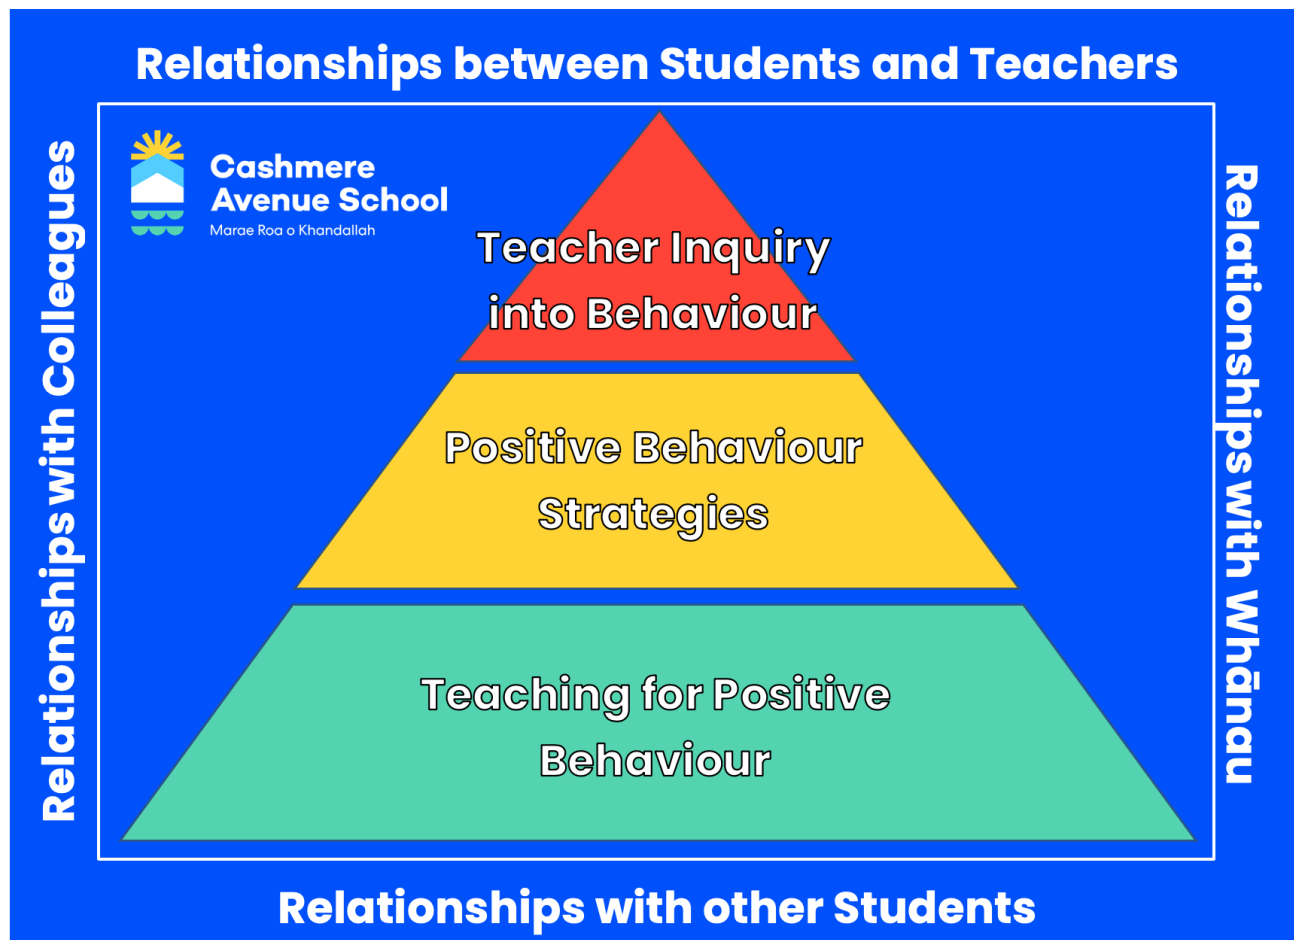 Relationships between Students and Teachers
Relationships with Colleagues
Cashmere
Avenue School
Marae Roa o Khandallah
Teacher Inquiry
into Behaviour
Positive Behaviour
Strategies
Teaching for Positive
Behaviour
Relationships with Whānau
Relationships with other Students